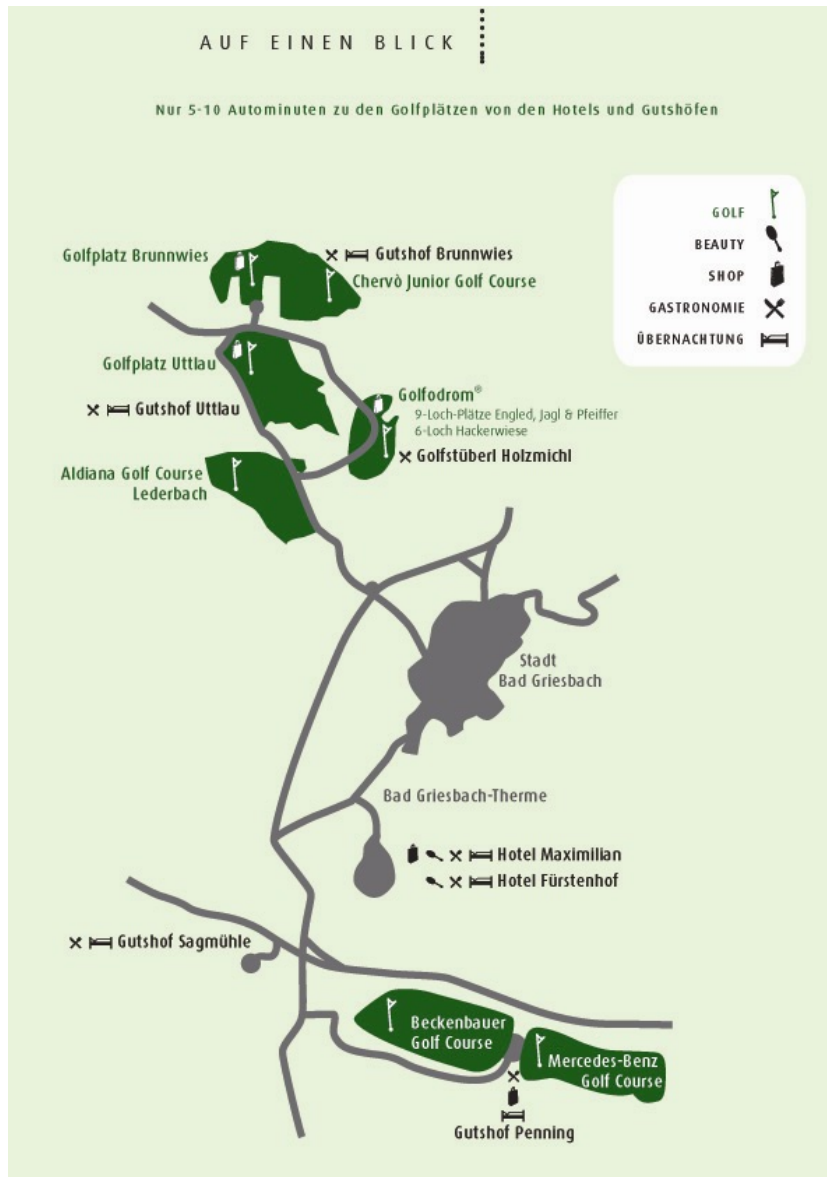 AUF EINEN BLICK
Nur 5-10 Autominuten zu den Golfplätzen von den Hotels und Gutshöfen
GOLF
BEAUTY
SHOP
GASTRONOMIE
ÜBERNACHTUNG
Golfplatz Brunnwies
Gutshof Brunnwies
Chervò Junior Golf Course
Golfplatz Uttlau
Gutshof Uttlau
Golfodrom®
9-Loch-Plätze Engled, Jagl & Pfeiffer
6-Loch Hackerwiese
Golfstüberl Holzmichl
Aldiana Golf Course
Lederbach
Stadt
Bad Griesbach
Bad Griesbach-Therme
Hotel Maximilian
Hotel Fürstenhof
Gutshof Sagmühle
Beckenbauer
Golf Course
Mercedes-Benz
Golf Course
Gutshof Penning